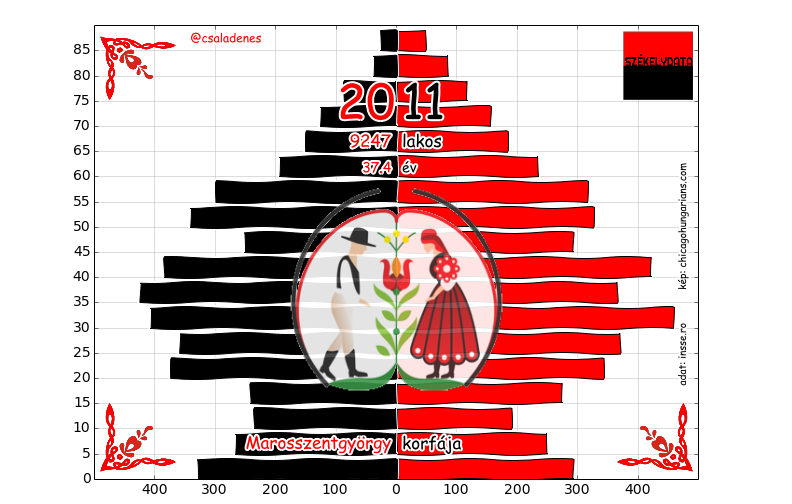 @csaladenes
SZÉKELYDATA
2011
9247 lakos
37.4 év
Marosszentgyörgy korfája
kép: chicagohungarians.com
adat: insse.ro
85
80
75
70
65
60
55
50
45
40
35
30
25
20
15
10
5
0
400 300 200 100 0 100 200 300 400